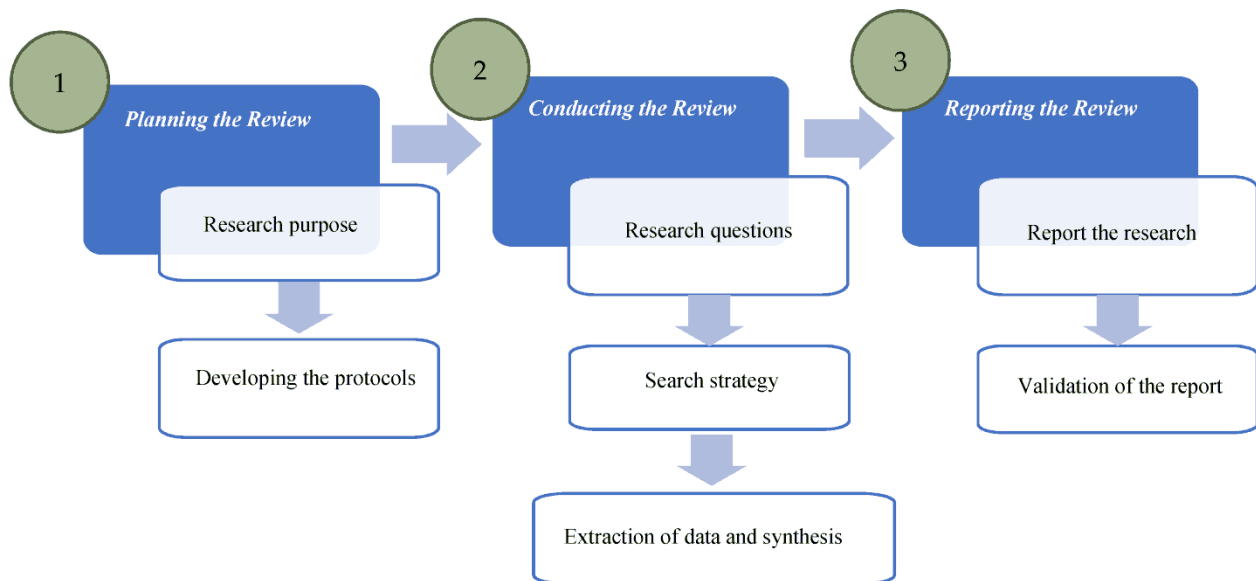 1
Planning the Review
Research purpose
Developing the protocols
2
Conducting the Review
Research questions
Search strategy
Extraction of data and synthesis
3
Reporting the Review
Report the research
Validation of the report